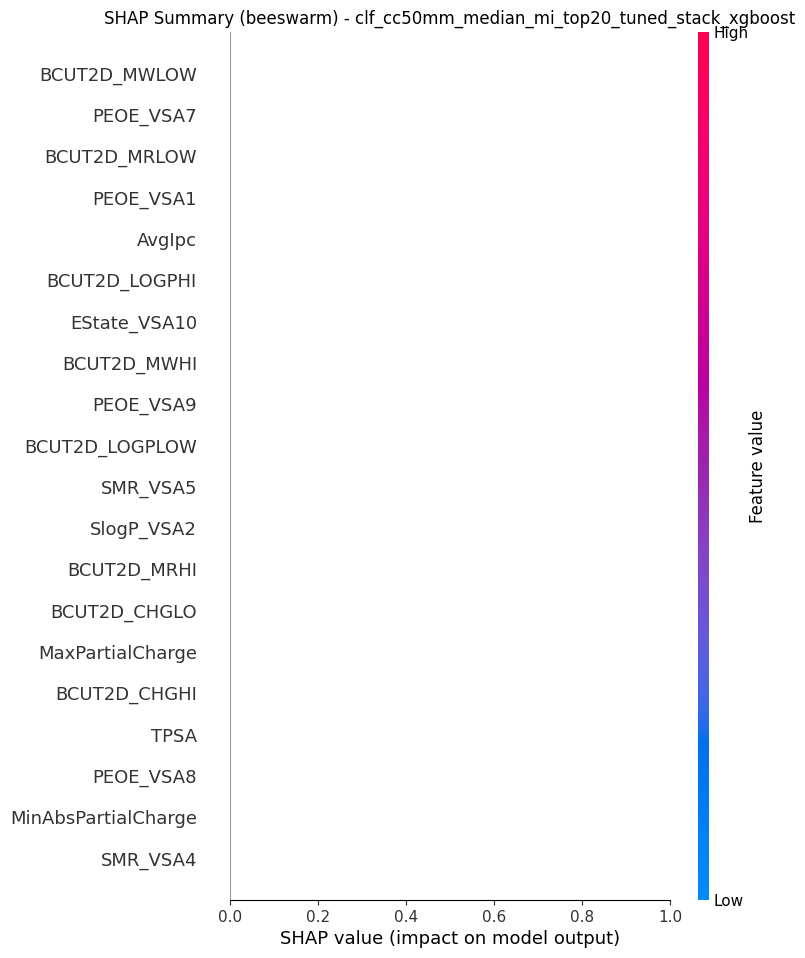 SHAP Summary (beeswarm) - clf_cc50mm_median_mi_top20_tuned_stack_xgboost
High
BCUT2D_MWLOW
PEOE_VSA7
BCUT2D_MRLOW
PEOE_VSA1
AvgIpc
BCUT2D_LOGPHI
EState_VSA10
BCUT2D_MWHI
PEOE_VSA9
BCUT2D_LOGPLOW
SMR_VSA5
SlogP_VSA2
BCUT2D_MRHI
BCUT2D_CHGLO
MaxPartialCharge
BCUT2D_CHGHI
TPSA
PEOE_VSA8
MinAbsPartialCharge
SMR_VSA4
Feature value
Low
0.0 0.2 0.4 0.6 0.8 1.0
SHAP value (impact on model output)